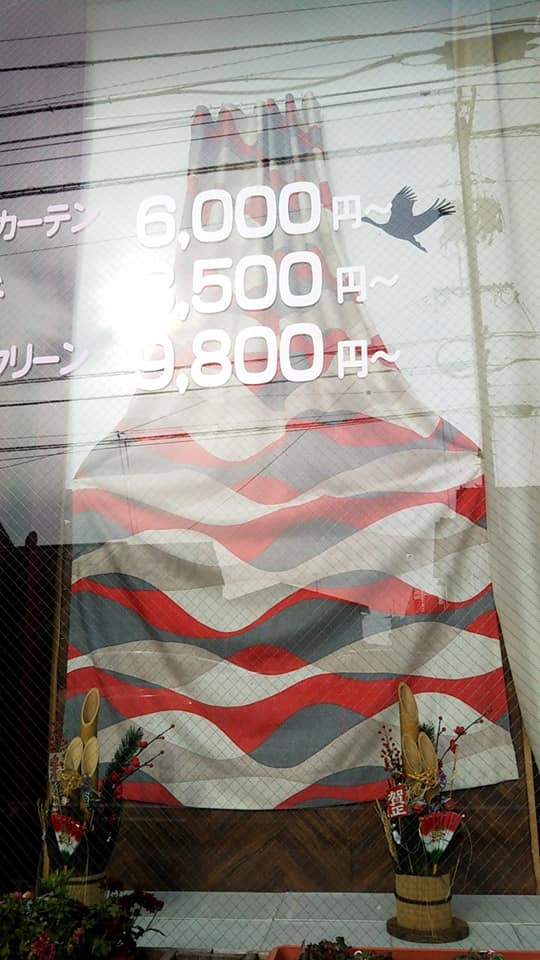 カーテン 6,000円~
,500円~
クリーン 9,800円~
賀正